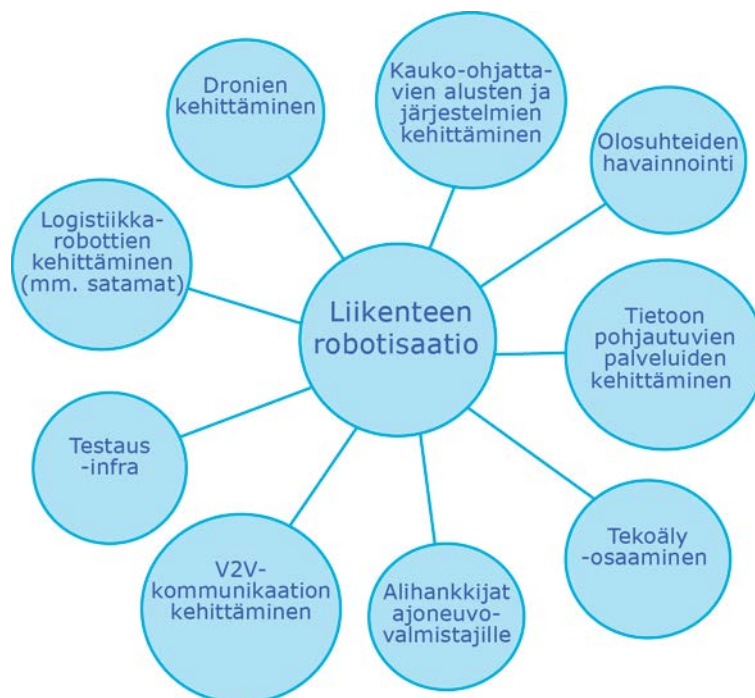 Dronien
kehittäminen
Kauko-ohjatta-
vien alusten ja
järjestelmien
kehittäminen
Olosuhteiden
havainnointi
Logistiikka-
robottien
kehittäminen
(mm. satamat)
Liikenteen
robotisaatio
Tietoon
pohjautuvien
palveluiden
kehittäminen
Testaus
-infra
V2V-
kommunikaation
kehittäminen
Alihankkijat
ajoneuvo-
valmistajille
Tekoäly
-osaaminen